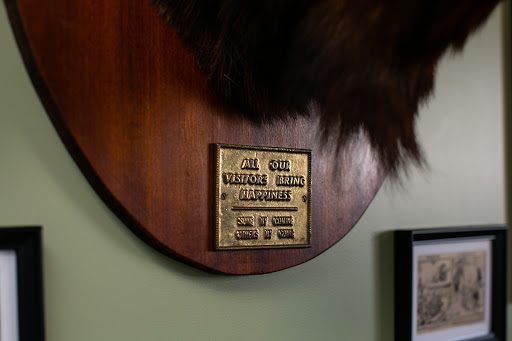 ALL OUR
VISITORS BRING
HAPPINESS
SOME BY COMING
OTHERS BY GOING